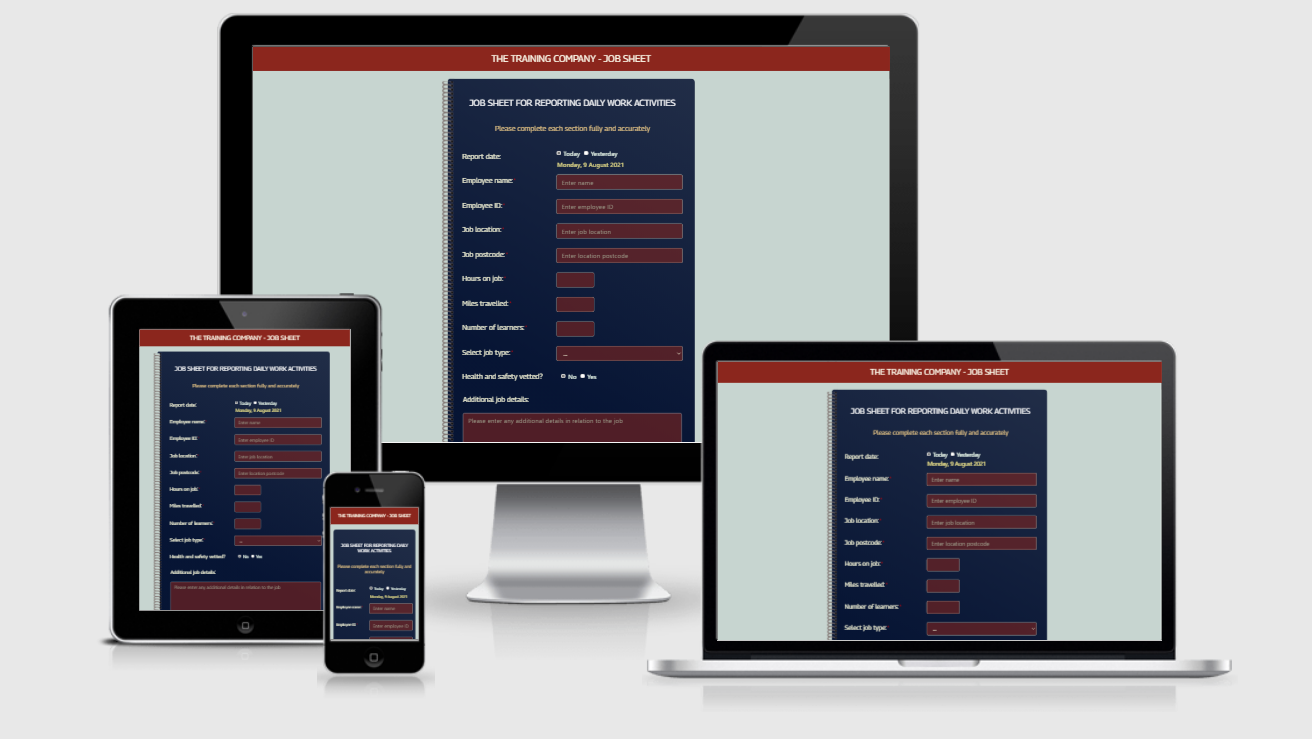 THE TRAINING COMPANY - JOB SHEET
JOB SHEET FOR REPORTING DAILY WORK ACTIVITIES
Please complete each section fully and accurately
Report date: Today Yesterday
Monday, 9 August 2021
Employee name: Enter name
Employee ID: Enter employee ID
Job location: Enter job location
Job postcode: Enter location postcode
Hours on job:
Miles travelled:
Number of learners:
Select job type: --
Health and safety vetted? No Yes
Additional job details:
Please enter any additional details in relation to the job
THE TRAINING COMPANY - JOB SHEET
JOB SHEET FOR REPORTING DAILY WORK ACTIVITIES
Please complete each section fully and accurately
Report date: Today Yesterday
Monday, 9 August 2021
Employee name: Enter name
Employee ID: Enter employee ID
Job location: Enter job location
Job postcode: Enter location postcode
Hours on job:
Miles travelled:
Number of learners:
Select job type: --
Health and safety vetted? No Yes
Additional job details:
Please enter any additional details in relation to the job
THE TRAINING COMPANY - JOB SHEET
JOB SHEET FOR REPORTING DAILY
WORK ACTIVITIES
Please complete each section fully and
accurately
Report date: Today Yesterday
Monday, 9 August 2021
Employee name: Enter name
Employee ID: Enter employee ID
THE TRAINING COMPANY - JOB SHEET
JOB SHEET FOR REPORTING DAILY WORK ACTIVITIES
Please complete each section fully and accurately
Report date: Today Yesterday
Monday, 9 August 2021
Employee name: Enter name
Employee ID: Enter employee ID
Job location: Enter job location
Job postcode: Enter location postcode
Hours on job:
Miles travelled:
Number of learners:
Select job type: --